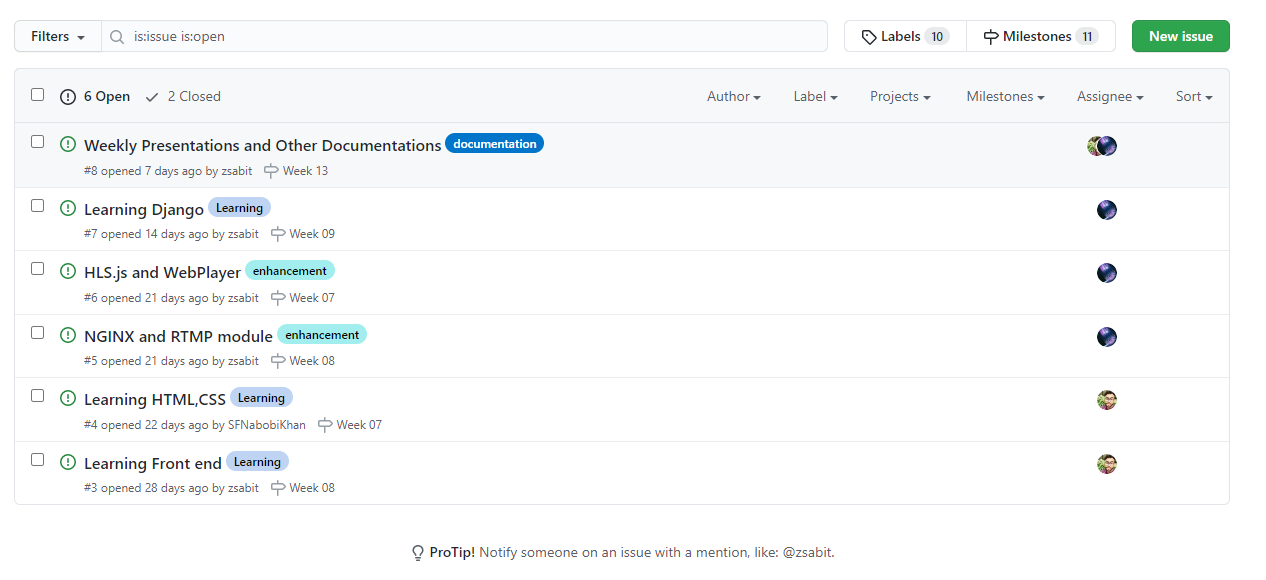 Filters is:issue is:open Labels 10 Milestones 11 New issue
6 Open 2 Closed Author Label Projects Milestones Assignee Sort
Weekly Presentations and Other Documentations documentation
#8 opened 7 days ago by zsabit Week 13
Learning Django Learning
#7 opened 14 days ago by zsabit Week 09
HLS.js and WebPlayer enhancement
#6 opened 21 days ago by zsabit Week 07
NGINX and RTMP module enhancement
#5 opened 21 days ago by zsabit Week 08
Learning HTML,CSS Learning
#4 opened 22 days ago by SFNabobiKhan Week 07
Learning Front end Learning
#3 opened 28 days ago by zsabit Week 08
ProTip! Notify someone on an issue with a mention, like: @zsabit.